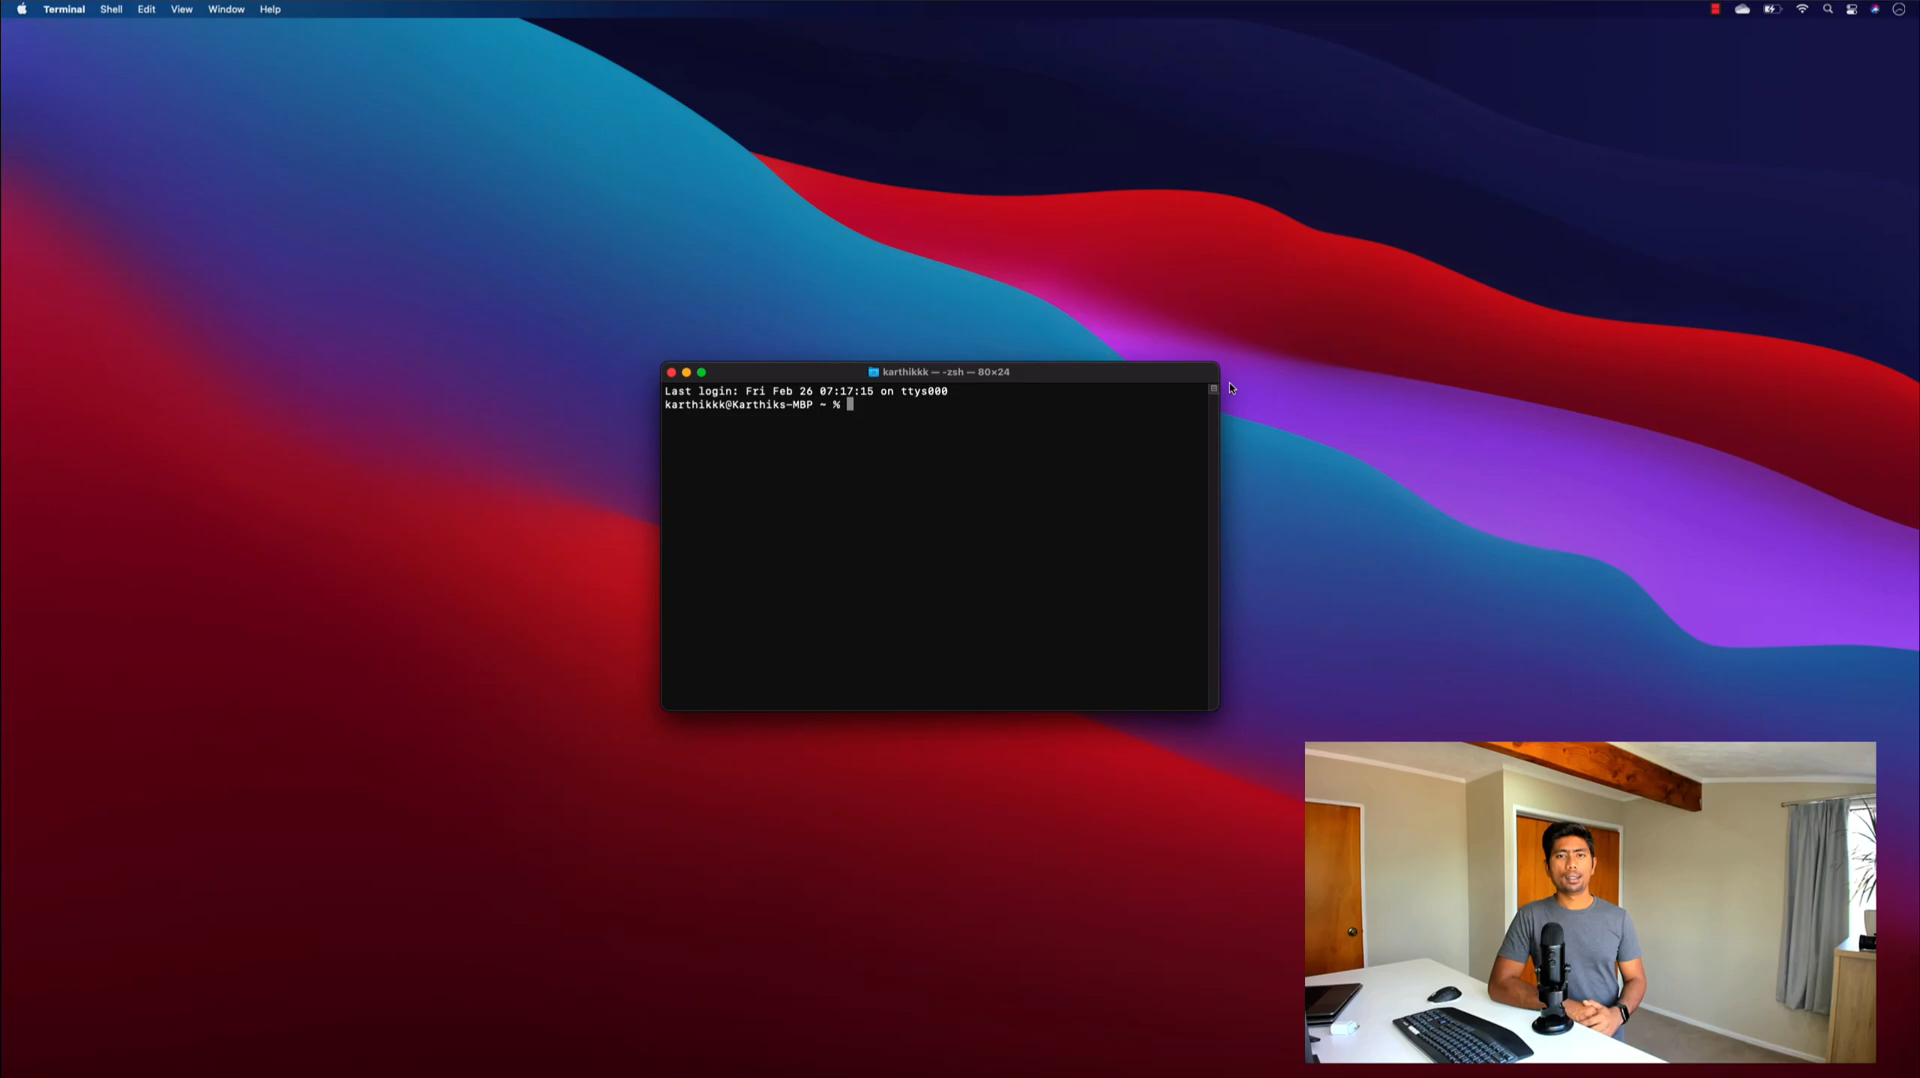 Terminal Shell Edit View Window Help
karthikkk — -zsh — 80×24
Last login: Fri Feb 26 07:17:15 on ttys000
karthikkk@Karthiks-MBP ~ %